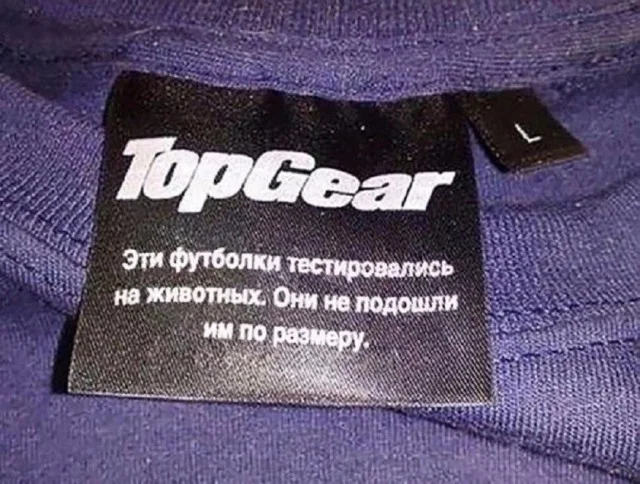 TopGear
L
Эти футболки тестировались
на животных. Они не подошли
им по размеру.